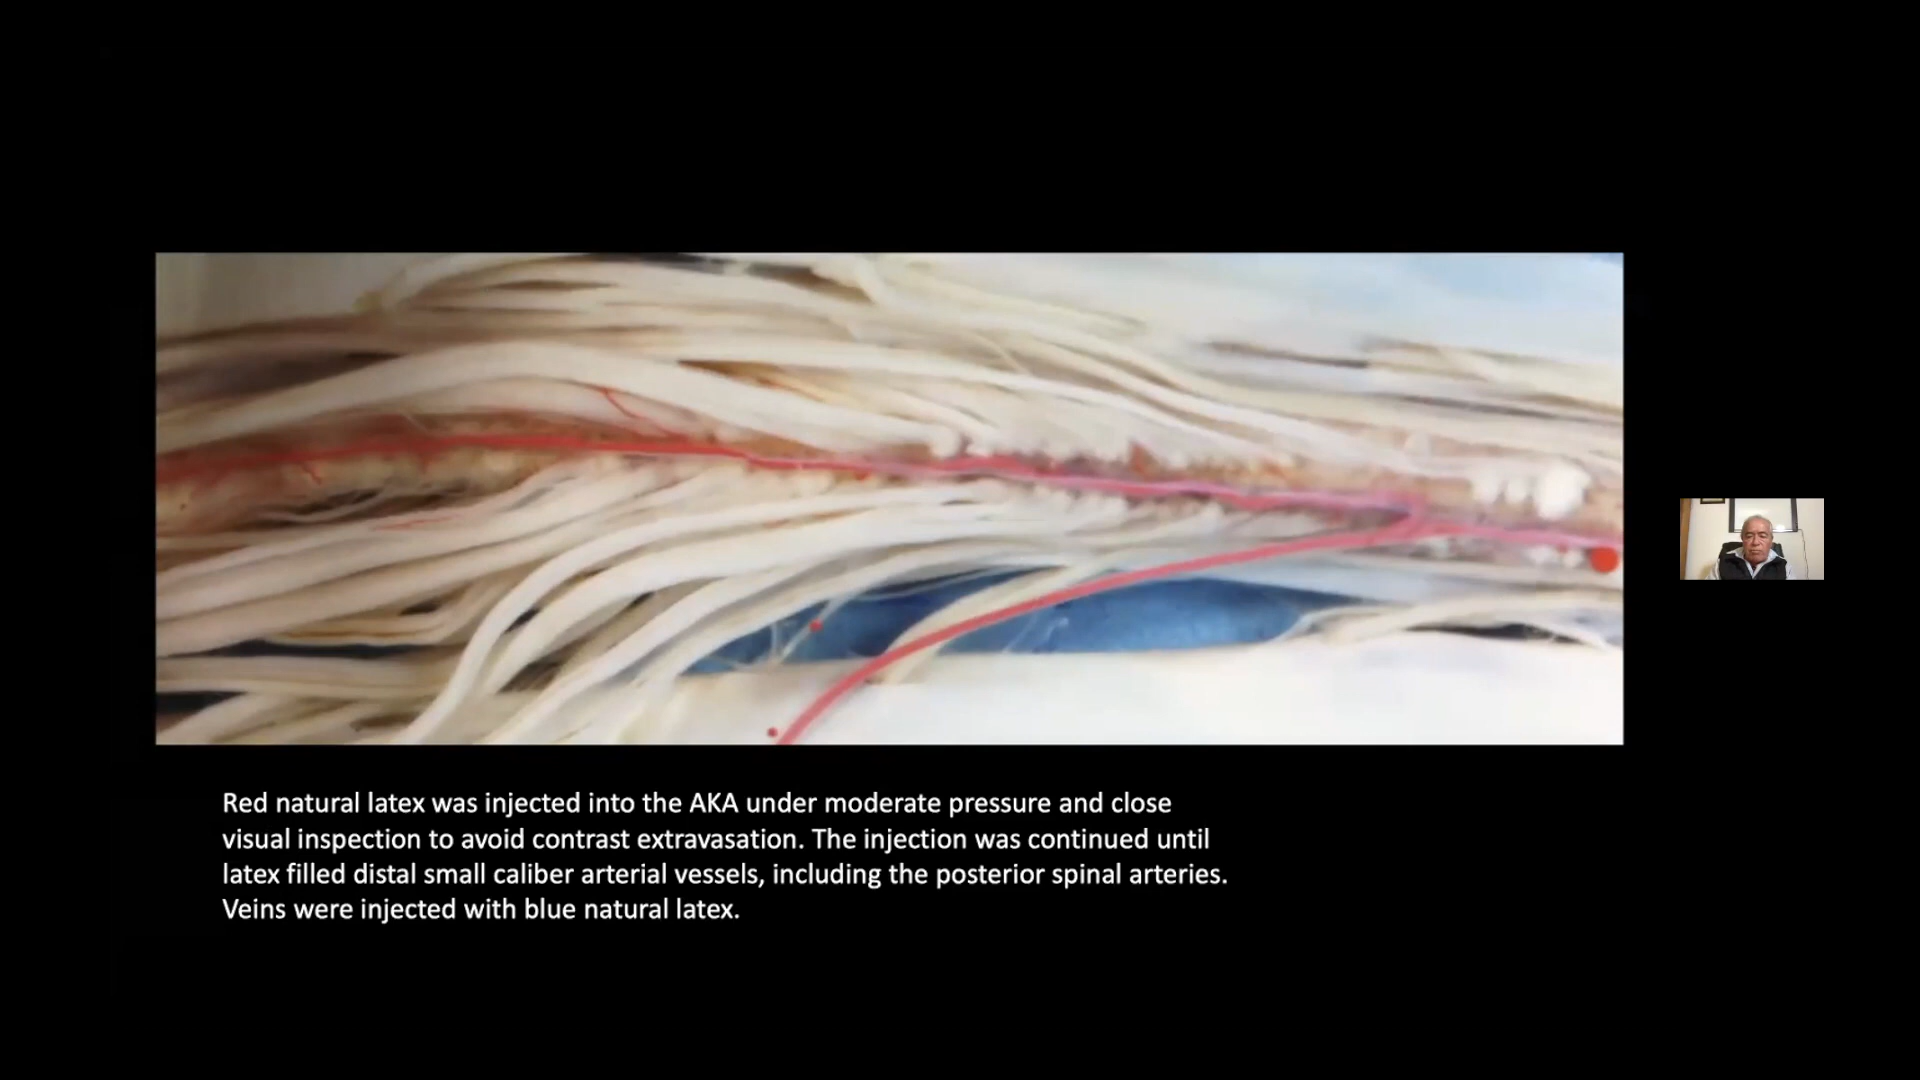 Red natural latex was injected into the AKA under moderate pressure and close
visual inspection to avoid contrast extravasation. The injection was continued until
latex filled distal small caliber arterial vessels, including the posterior spinal arteries.
Veins were injected with blue natural latex.